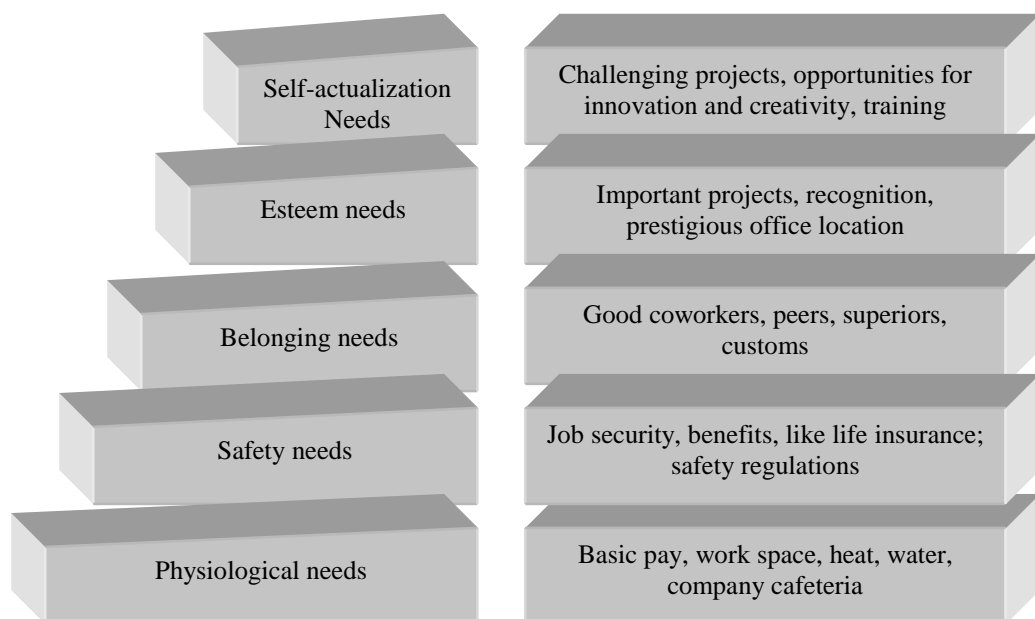 Self-actualization
Needs
Challenging projects, opportunities for
innovation and creativity, training
Esteem needs
Important projects, recognition,
prestigious office location
Belonging needs
Good coworkers, peers, superiors,
customs
Safety needs
Job security, benefits, like life insurance;
safety regulations
Physiological needs
Basic pay, work space, heat, water,
company cafeteria